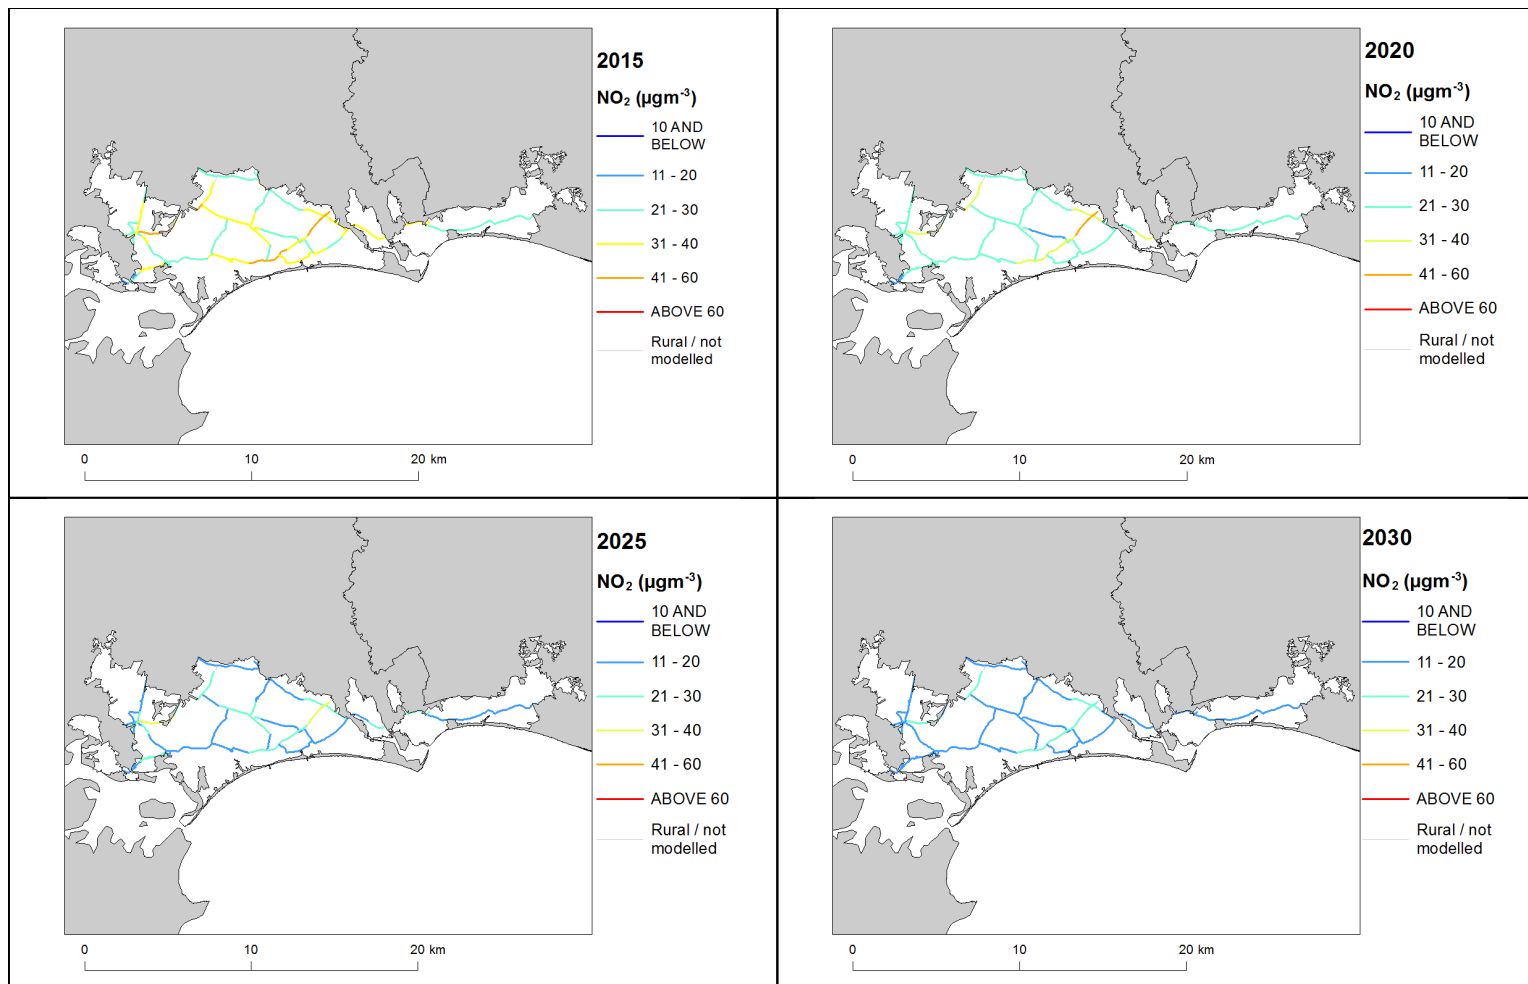 2015
NO₂ (µgm⁻³)
10 AND
BELOW
11 - 20
21 - 30
31 - 40
41 - 60
ABOVE 60
Rural / not
modelled
0
10
20 km
2020
NO₂ (µgm⁻³)
10 AND
BELOW
11 - 20
21 - 30
31 - 40
41 - 60
ABOVE 60
Rural / not
modelled
0
10
20 km
2025
NO₂ (µgm⁻³)
10 AND
BELOW
11 - 20
21 - 30
31 - 40
41 - 60
ABOVE 60
Rural / not
modelled
0
10
20 km
2030
NO₂ (µgm⁻³)
10 AND
BELOW
11 - 20
21 - 30
31 - 40
41 - 60
ABOVE 60
Rural / not
modelled
0
10
20 km